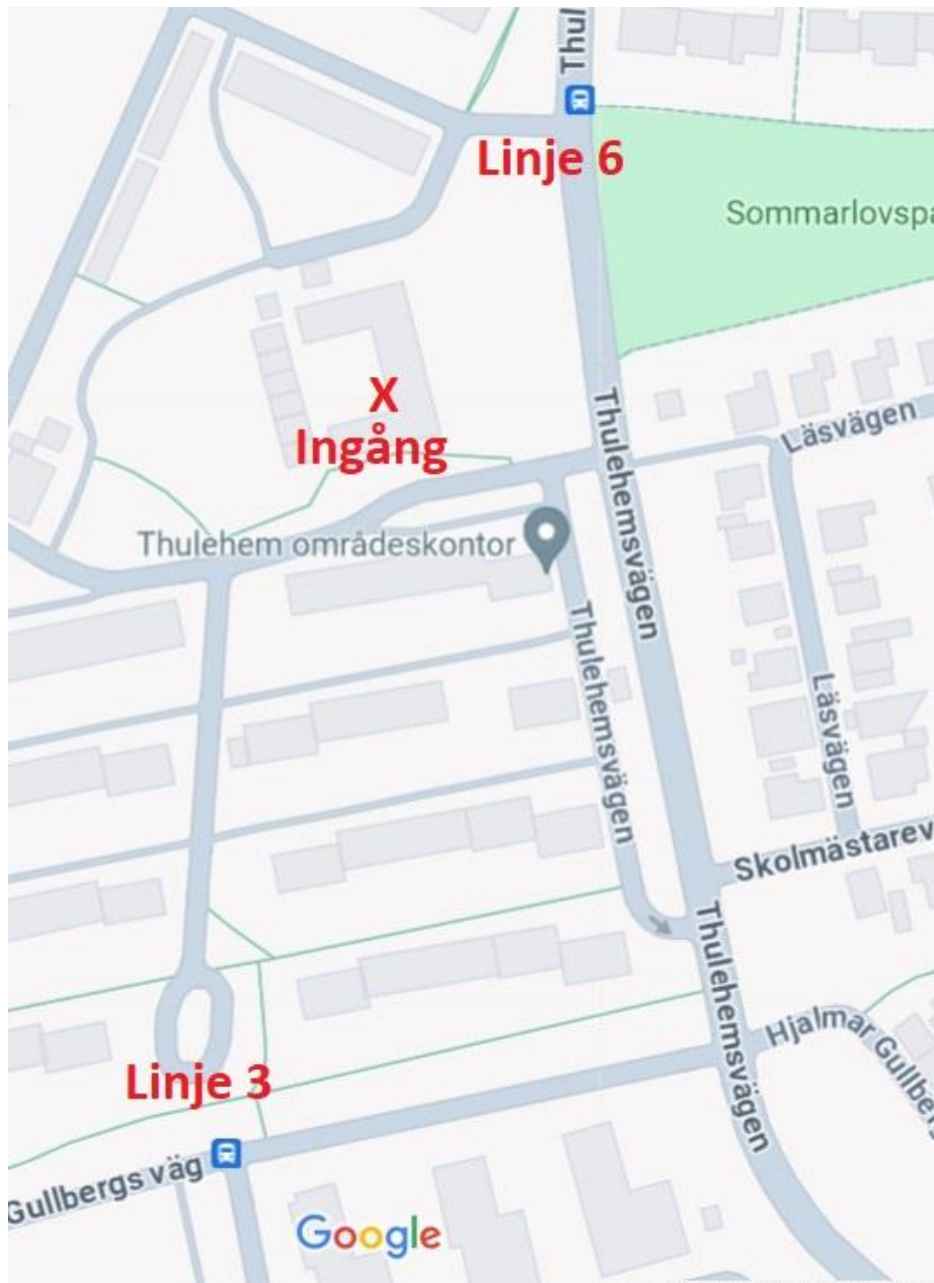 Thul
Linje 6
Sommarlovspa
X
Ingång
Thulehemsvägen
Läsvägen
Thulehem områdeskontor
Thulehemsvägen
Läsvägen
Skolmästarev
Thulehemsvägen
Hjalmar Gullberg
Linje 3
Gullbergs väg
Google